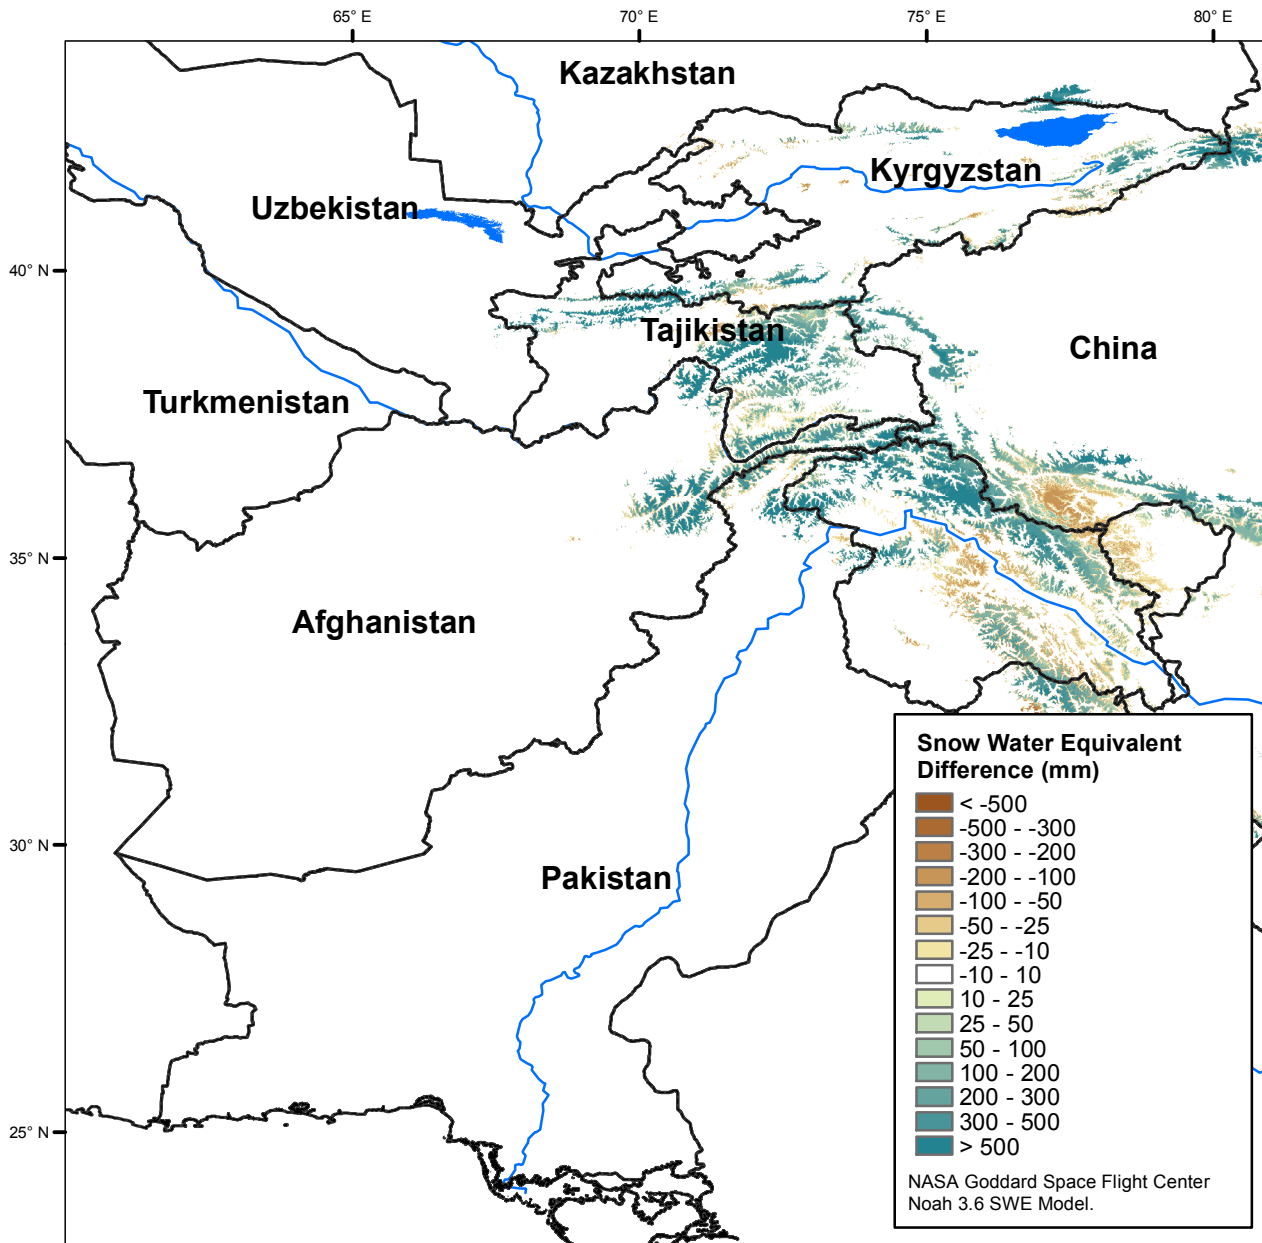 65° E
70° E
75° E
80° E
Kazakhstan
Kyrgyzstan
Uzbekistan
40° N
Tajikistan
China
Turkmenistan
35° N
Afghanistan
30° N
Pakistan
25° N
Snow Water Equivalent
Difference (mm)
< -500
-500 - -300
-300 - -200
-200 - -100
-100 - -50
-50 - -25
-25 - -10
-10 - 10
10 - 25
25 - 50
50 - 100
100 - 200
200 - 300
300 - 500
> 500
NASA Goddard Space Flight Center
Noah 3.6 SWE Model.